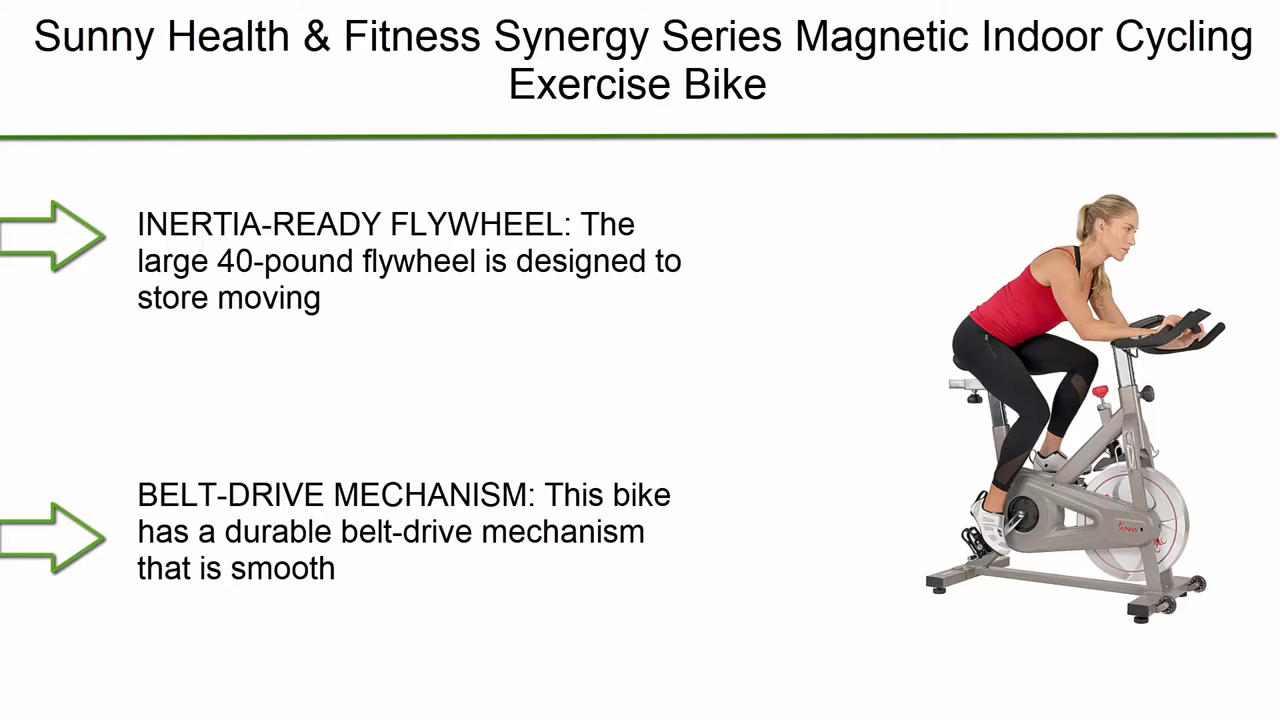 Sunny Health & Fitness Synergy Series Magnetic Indoor Cycling
Exercise Bike
INERTIA-READY FLYWHEEL: The
large 40-pound flywheel is designed to
store moving
BELT-DRIVE MECHANISM: This bike
has a durable belt-drive mechanism
that is smooth
SUNNY